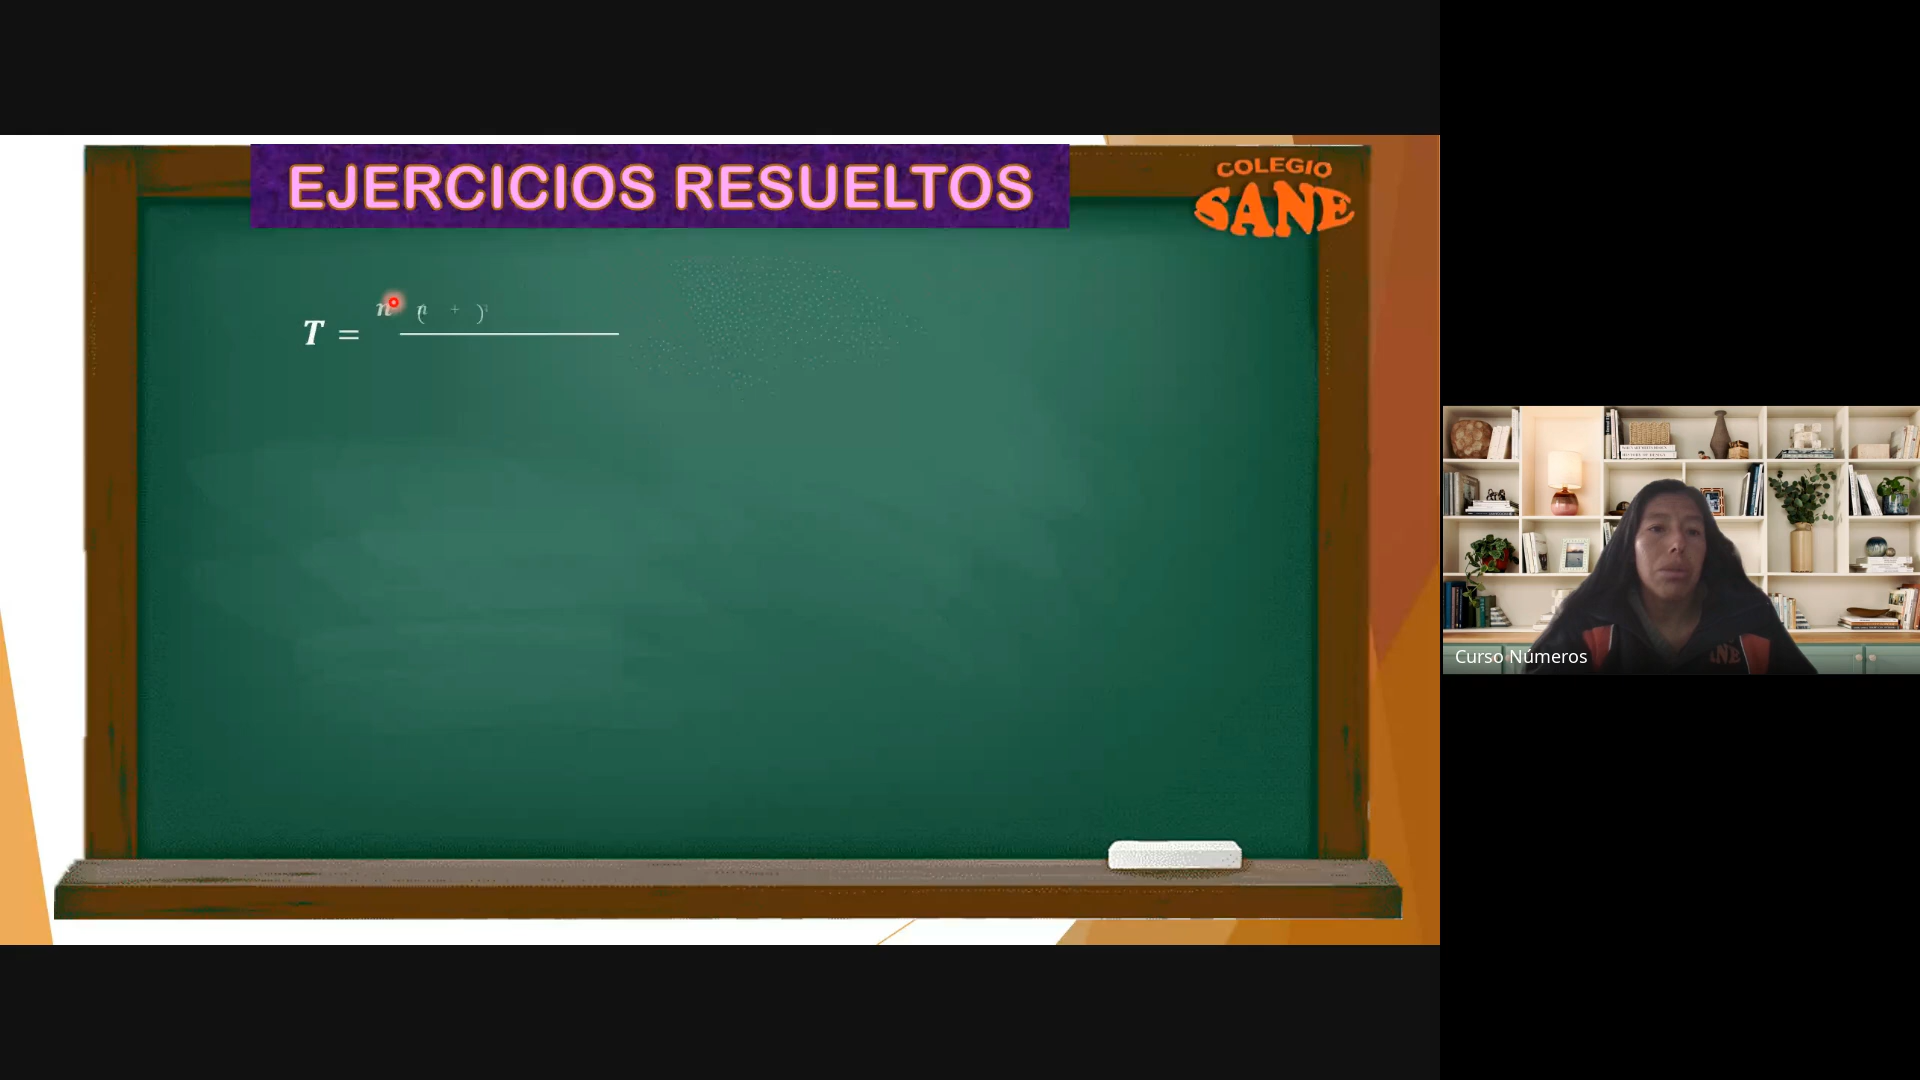 EJERCICIOS RESUELTOS
COLEGIO
SANE
T =
Curso Números